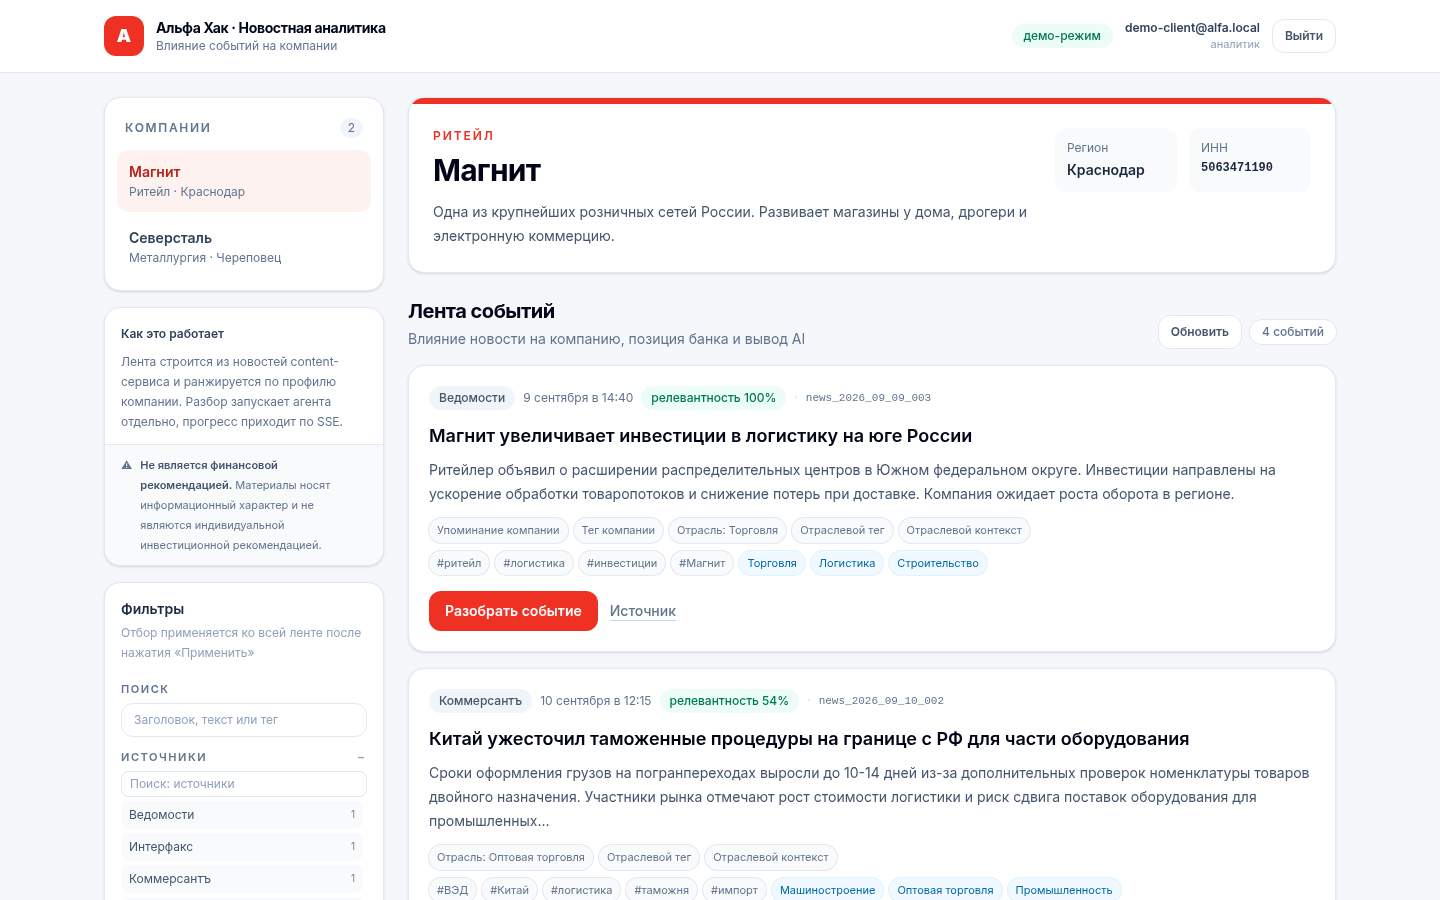 A
Альфа Хак · Новостная аналитика
Влияние событий на компании
демо-режим
demo-client@alfa.local
аналитик
Выйти
КОМПАНИИ
2
Магнит
Ритейл · Краснодар
Северсталь
Металлургия · Череповец
Как это работает
Лента строится из новостей content-
сервиса и ранжируется по профилю
компании. Разбор запускает агента
отдельно, прогресс приходит по SSE.
⚠ Не является финансовой
рекомендацией. Материалы носят
информационный характер и не
являются индивидуальной
инвестиционной рекомендацией.
Фильтры
Отбор применяется ко всей ленте после
нажатия «Применить»
ПОИСК
Заголовок, текст или тег
ИСТОЧНИКИ –
Поиск: источники
Ведомости 1
Интерфакс 1
Коммерсантъ 1
РИТЕЙЛ
Магнит
Одна из крупнейших розничных сетей России. Развивает магазины у дома, дрогери и
электронную коммерцию.
Регион
Краснодар
ИНН
5063471190
Лента событий
Влияние новости на компанию, позиция банка и вывод AI
Обновить
4 событий
Ведомости 9 сентября в 14:40 релевантность 100% · news_2026_09_09_003
Магнит увеличивает инвестиции в логистику на юге России
Ритейлер объявил о расширении распределительных центров в Южном федеральном округе. Инвестиции направлены на
ускорение обработки товаропотоков и снижение потерь при доставке. Компания ожидает роста оборота в регионе.
Упоминание компании Тег компании Отрасль: Торговля Отраслевой тег Отраслевой контекст
#ритейл #логистика #инвестиции #Магнит Торговля Логистика Строительство
Разобрать событие Источник
Коммерсантъ 10 сентября в 12:15 релевантность 54% · news_2026_09_10_002
Китай ужесточил таможенные процедуры на границе с РФ для части оборудования
Сроки оформления грузов на погранпереходах выросли до 10-14 дней из-за дополнительных проверок номенклатуры товаров
двойного назначения. Участники рынка отмечают рост стоимости логистики и риск сдвига поставок оборудования для
промышленных...
Отрасль: Оптовая торговля Отраслевой тег Отраслевой контекст
#ВЭД #Китай #логистика #таможня #импорт Машиностроение Оптовая торговля Промышленность